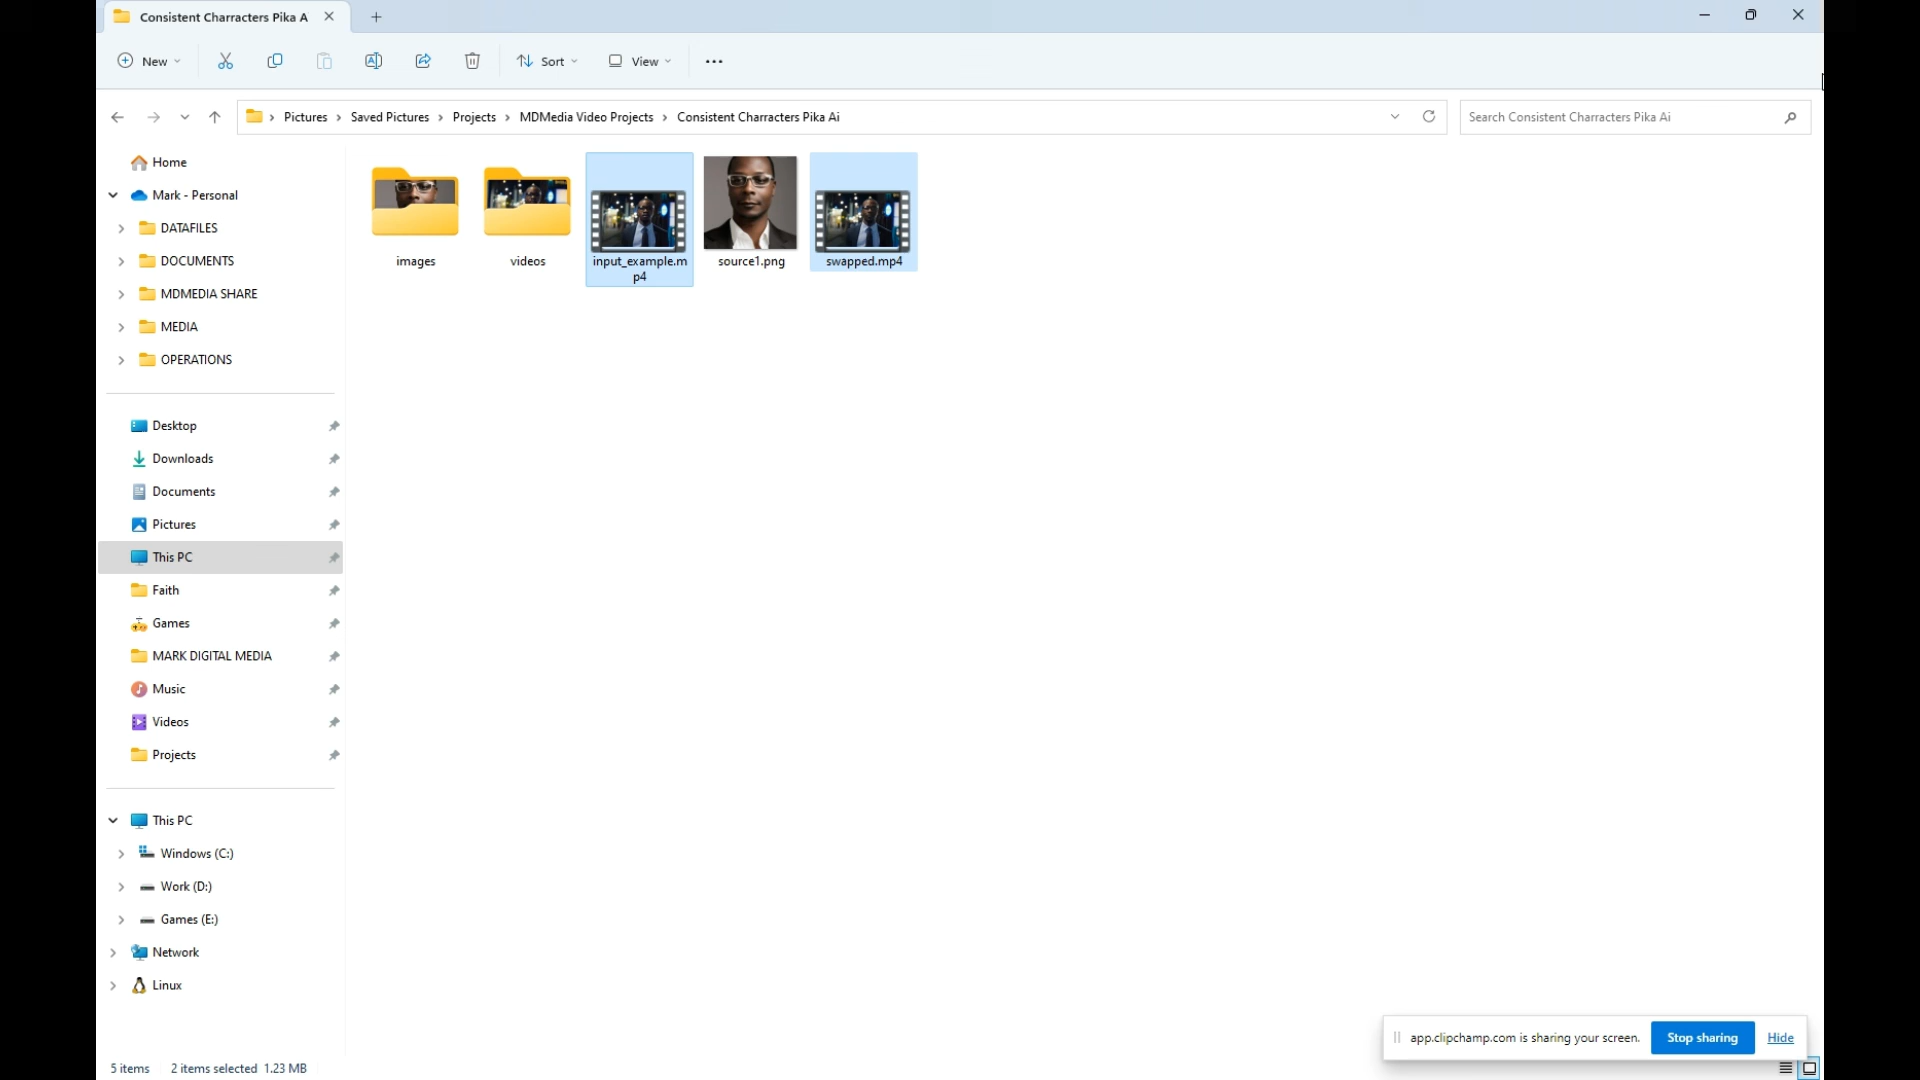 Consistent Charracters Pika A
New
Sort
View
Pictures > Saved Pictures > Projects > MDMedia Video Projects > Consistent Charracters Pika Ai
Search Consistent Charracters Pika Ai
Home
Mark - Personal
DATAFILES
DOCUMENTS
MDMEDIA SHARE
MEDIA
OPERATIONS
Desktop
Downloads
Documents
Pictures
This PC
Faith
Games
MARK DIGITAL MEDIA
Music
Videos
Projects
This PC
Windows (C:)
Work (D:)
Games (E:)
Network
Linux
images
videos
input_example.m
p4
source1.png
swapped.mp4
app.clipchamp.com is sharing your screen.
Stop sharing
Hide
5 items
2 items selected 1.23 MB